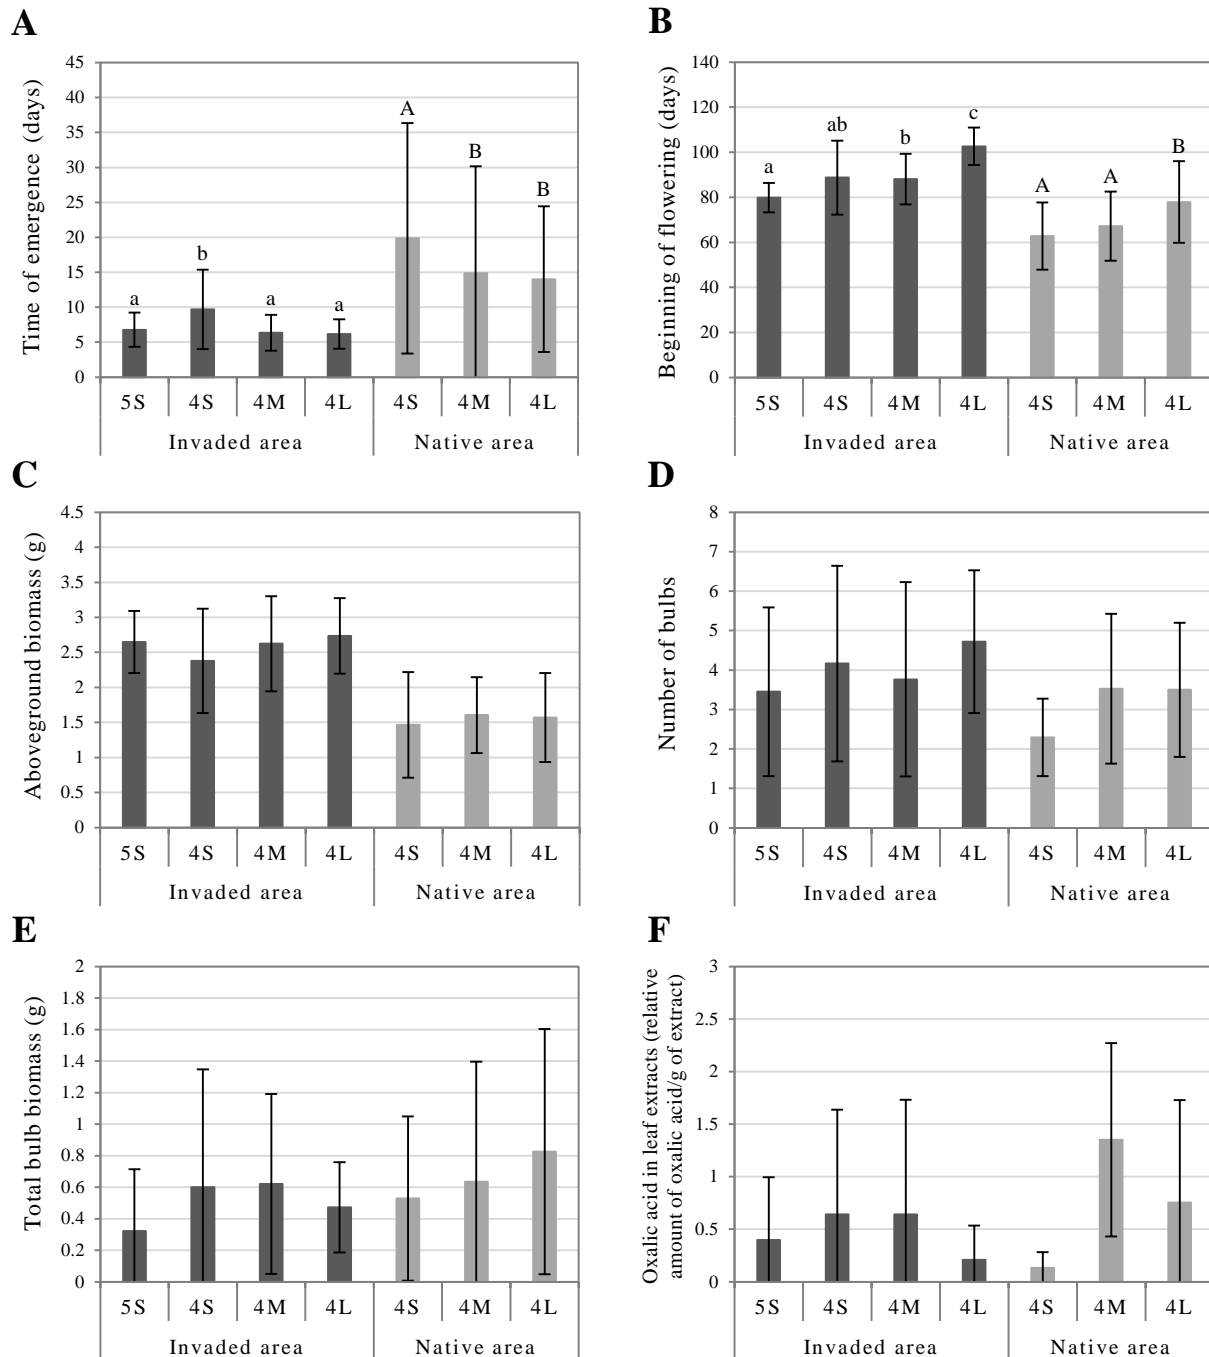 A
Time of emergence (days)
45
40
35
30
25
20
15
10
5
0
a
b
a
a
A
B
B
5S 4S 4M 4L 4S 4M 4L
Invaded area Native area
B
Beginning of flowering (days)
140
120
100
80
60
40
20
0
a
ab
b
c
A
A
B
5S 4S 4M 4L 4S 4M 4L
Invaded area Native area
C
Aboveground biomass (g)
4.5
4
3.5
3
2.5
2
1.5
1
0.5
0
5S 4S 4M 4L 4S 4M 4L
Invaded area Native area
D
Number of bulbs
8
7
6
5
4
3
2
1
0
5S 4S 4M 4L 4S 4M 4L
Invaded area Native area
E
Total bulb biomass (g)
2
1.8
1.6
1.4
1.2
1
0.8
0.6
0.4
0.2
0
5S 4S 4M 4L 4S 4M 4L
Invaded area Native area
F
Oxalic acid in leaf extracts (relative
amount of oxalic acid/g of extract)
3
2.5
2
1.5
1
0.5
0
5S 4S 4M 4L 4S 4M 4L
Invaded area Native area